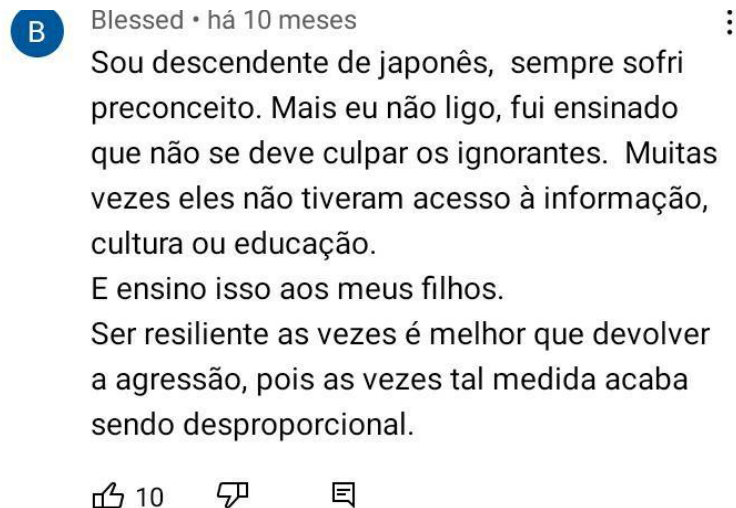 B
Blessed • há 10 meses
Sou descendente de japonês, sempre sofri
preconceito. Mais eu não ligo, fui ensinado
que não se deve culpar os ignorantes. Muitas
vezes eles não tiveram acesso à informação,
cultura ou educação.
E ensino isso aos meus filhos.
Ser resiliente as vezes é melhor que devolver
a agressão, pois as vezes tal medida acaba
sendo desproporcional.
10